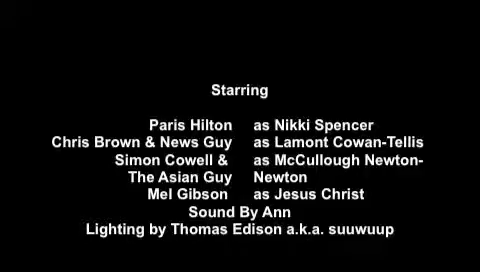 Starring
Paris Hilton as Nikki Spencer
Chris Brown & News Guy as Lamont Cowan-Tellis
Simon Cowell & as McCullough Newton-
The Asian Guy Newton
Mel Gibson as Jesus Christ
Sound By Ann
Lighting by Thomas Edison a.k.a. suuwuup